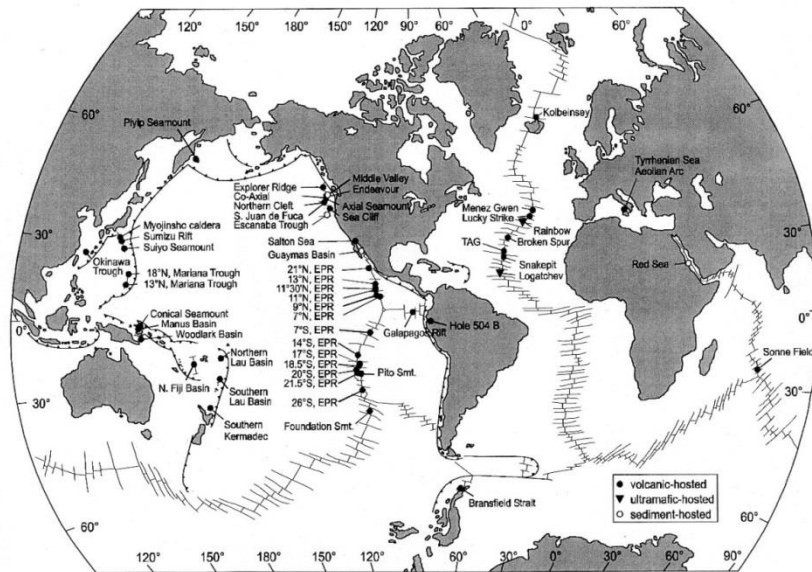 120° 150° 180° 150° 120° 90° 60° 30° 0° 30° 60°
60°
60°
30°
30°
0°
0°
30°
30°
60°
60°
120° 150° 180° 150° 120° 90° 60° 30° 0° 30° 60° 90°
Piylp Seamount
Kolbeinsey
Tyrrhenian Sea
Aeolian Arc
Middle Valley
Endeavour
Explorer Ridge
Co-Axial
Northern Cleft
S. Juan de Fuca
Escanaba Trough
Axial Seamount
Sea Cliff
Menez Gwen
Lucky Strike
Rainbow
Broken Spur
TAG
Snakepit
Logatchev
Red Sea
Myojinsho caldera
Sumizu Rift
Suiyo Seamount
Okinawa
Trough
18°N, Mariana Trough
13°N, Mariana Trough
Salton Sea
Guaymas Basin
21°N, EPR
13°N, EPR
11°30N, EPR
11°N, EPR
9°N, EPR
7°N, EPR
Galapagos Rift
Hole 504 B
Conical Seamount
Manus Basin
Woodlark Basin
7°S, EPR
14°S, EPR
17°S, EPR
18.5°S, EPR
20°S, EPR
21.5°S, EPR
Pito Smt.
26°S, EPR
Foundation Smt.
Northern
Lau Basin
N. Fiji Basin
Southern
Lau Basin
Southern
Kermadec
Sonne Field
Bransfield Strait
volcanic-hosted
ultramafic-hosted
sediment-hosted